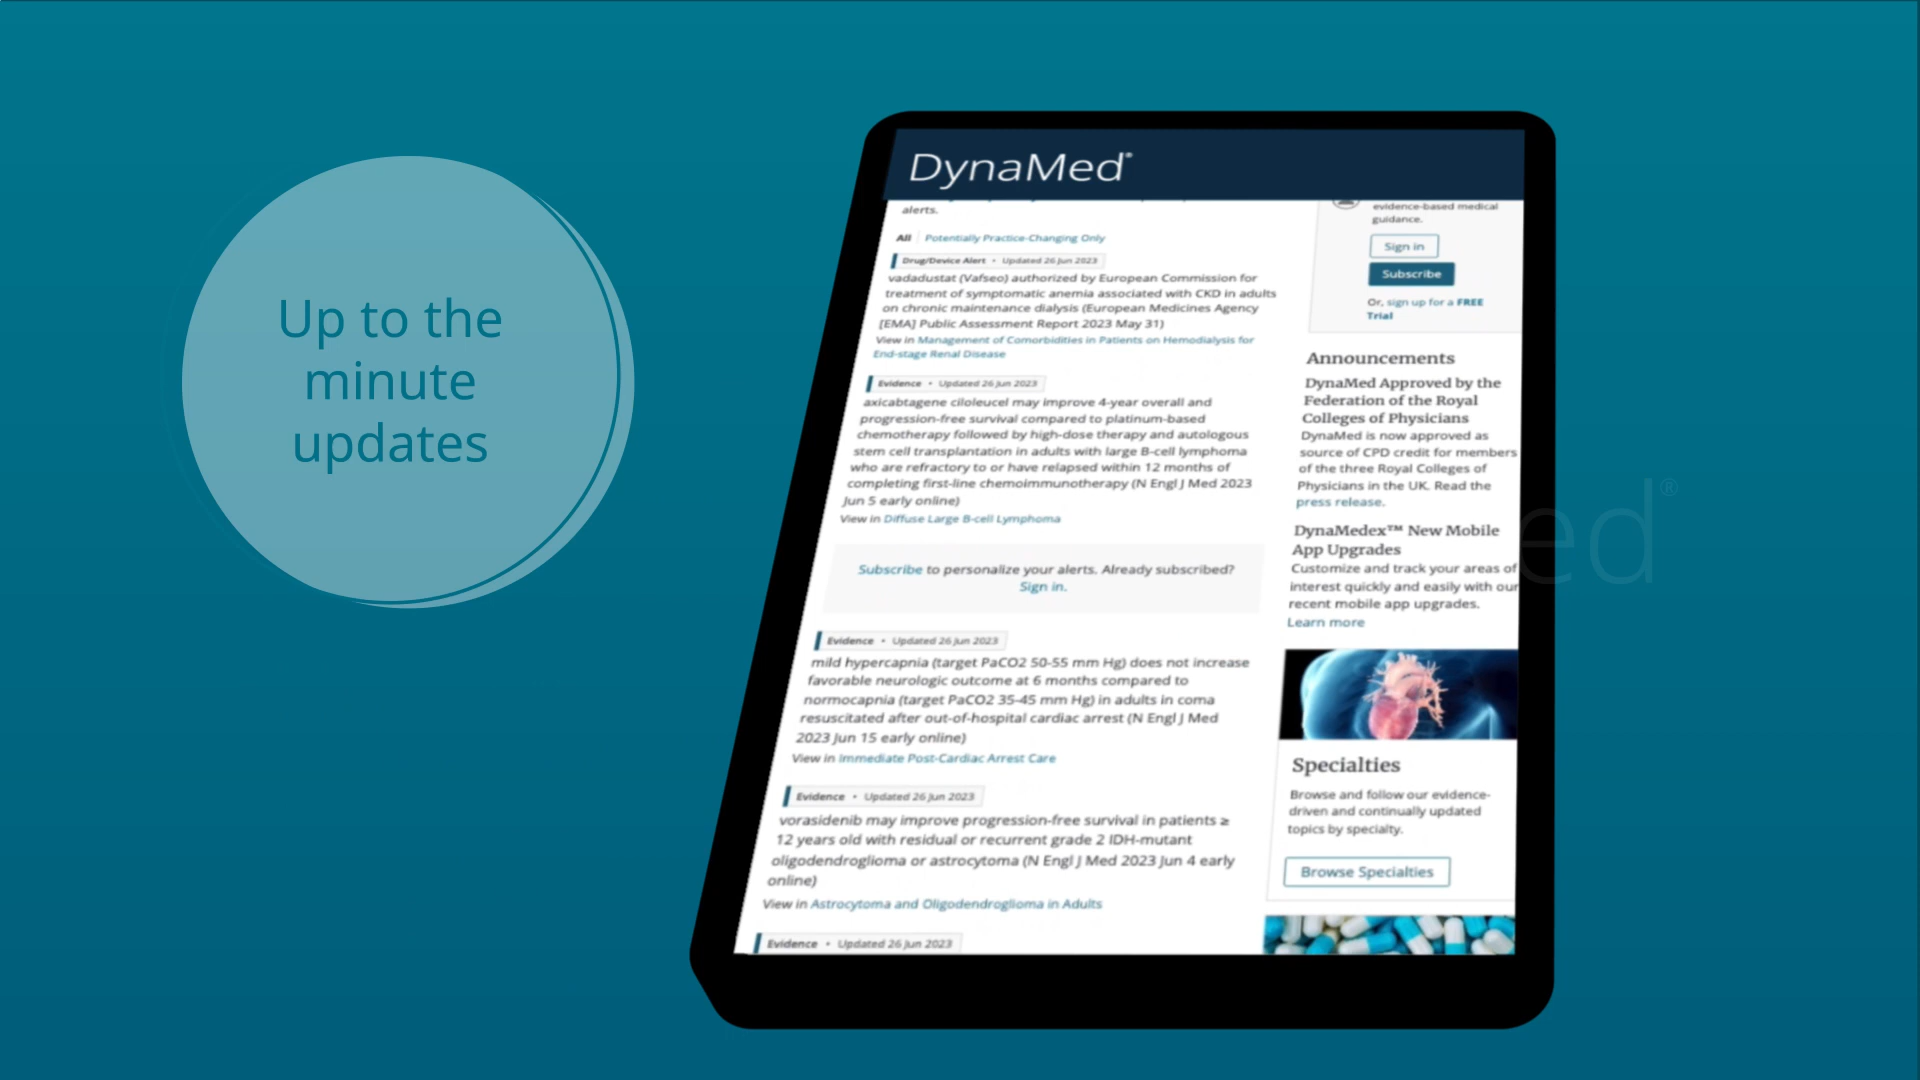 Up to the
minute
updates
DynaMed®
alerts.
All Potentially Practice-Changing Only
Drug/Device Alert • Updated 26 Jun 2023
vadadustat (Vafseo) authorized by European Commission for
treatment of symptomatic anemia associated with CKD in adults
on chronic maintenance dialysis (European Medicines Agency
[EMA] Public Assessment Report 2023 May 31)
View in Management of Comorbidities in Patients on Hemodialysis for
End-stage Renal Disease
Evidence • Updated 26 Jun 2023
axicabtagene ciloleucel may improve 4-year overall and
progression-free survival compared to platinum-based
chemotherapy followed by high-dose therapy and autologous
stem cell transplantation in adults with large B-cell lymphoma
who are refractory to or have relapsed within 12 months of
completing first-line chemoimmunotherapy (N Engl J Med 2023
Jun 5 early online)
View in Diffuse Large B-cell Lymphoma
Subscribe to personalize your alerts. Already subscribed?
Sign in.
Evidence • Updated 26 Jun 2023
mild hypercapnia (target PaCO2 50-55 mm Hg) does not increase
favorable neurologic outcome at 6 months compared to
normocapnia (target PaCO2 35-45 mm Hg) in adults in coma
resuscitated after out-of-hospital cardiac arrest (N Engl J Med
2023 Jun 15 early online)
View in Immediate Post-Cardiac Arrest Care
Evidence • Updated 26 Jun 2023
vorasidenib may improve progression-free survival in patients ≥
12 years old with residual or recurrent grade 2 IDH-mutant
oligodendroglioma or astrocytoma (N Engl J Med 2023 Jun 4 early
online)
View in Astrocytoma and Oligodendroglioma in Adults
Evidence • Updated 26 Jun 2023
evidence-based medical
guidance.
Sign in
Subscribe
Or, sign up for a FREE
Trial
Announcements
DynaMed Approved by the
Federation of the Royal
Colleges of Physicians
DynaMed is now approved as
source of CPD credit for members
of the three Royal Colleges of
Physicians in the UK. Read the
press release.
DynaMedex™ New Mobile
App Upgrades
Customize and track your areas of
interest quickly and easily with our
recent mobile app upgrades.
Learn more
Specialties
Browse and follow our evidence-
driven and continually updated
topics by specialty.
Browse Specialties
ed®